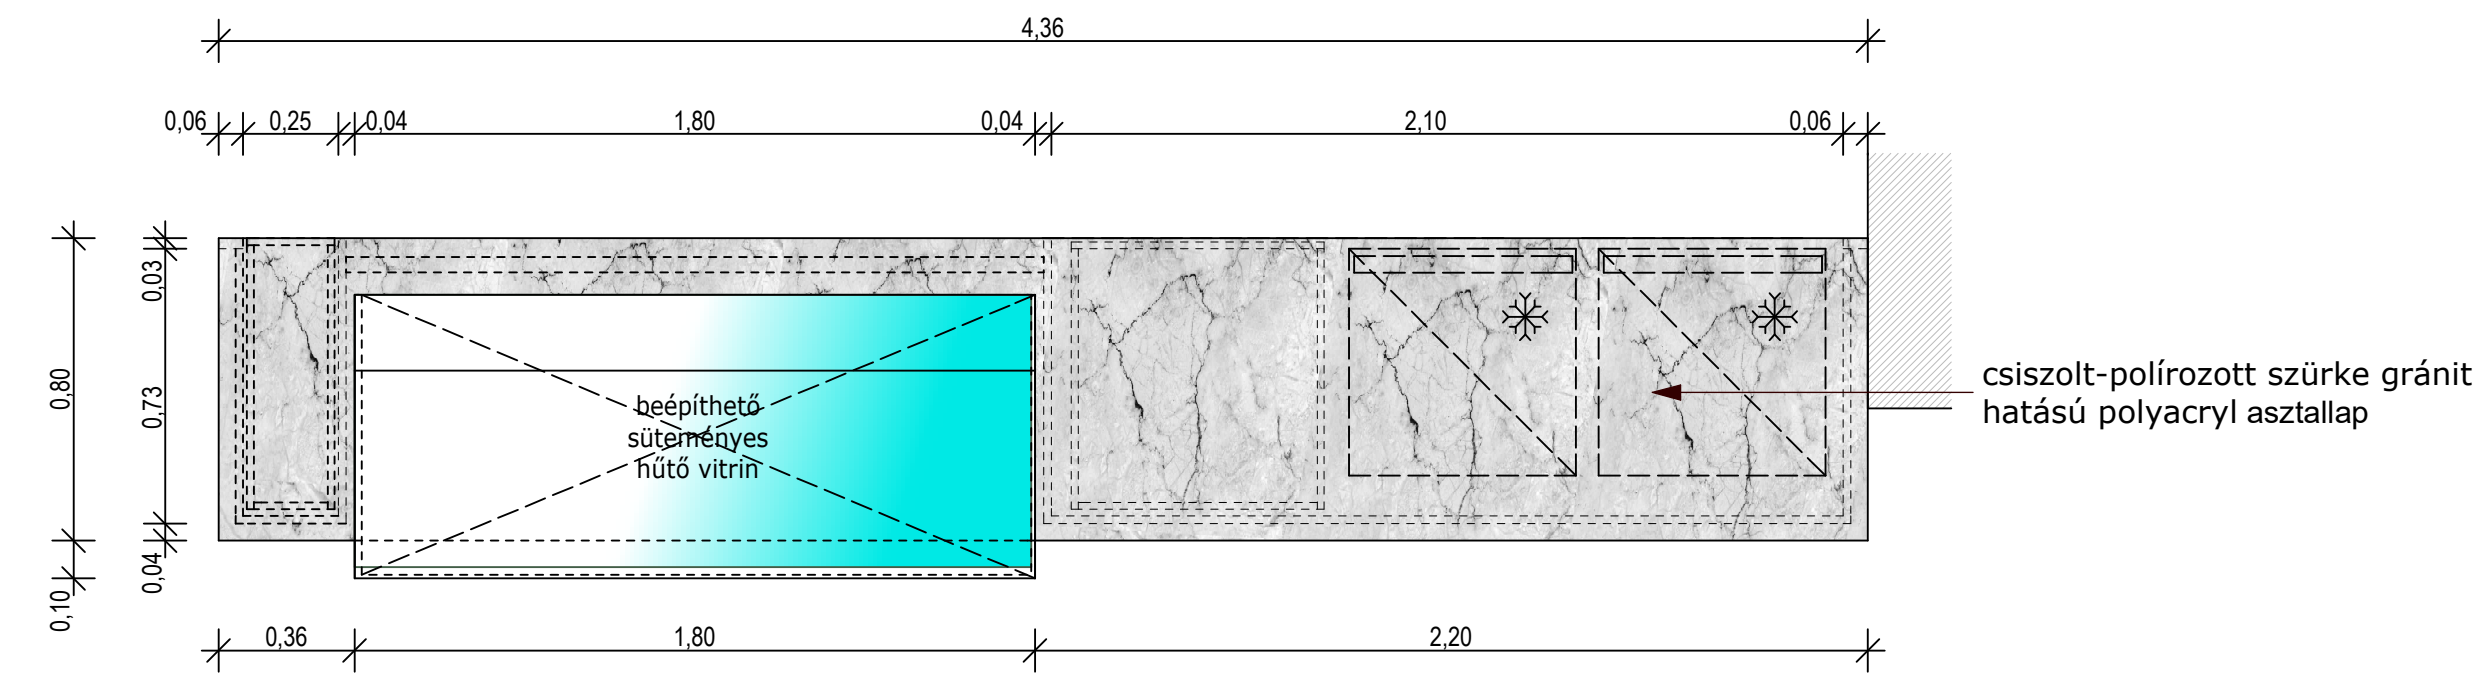 4,36
0,06 0,25 0,04 1,80 0,04 2,10 0,06
0,03
0,80
0,73
0,04
0,10
beépíthető
süteményes
hűtő vitrin
csiszolt-polírozott szürke gránit
hatású polyacryl asztallap
0,36 1,80 2,20